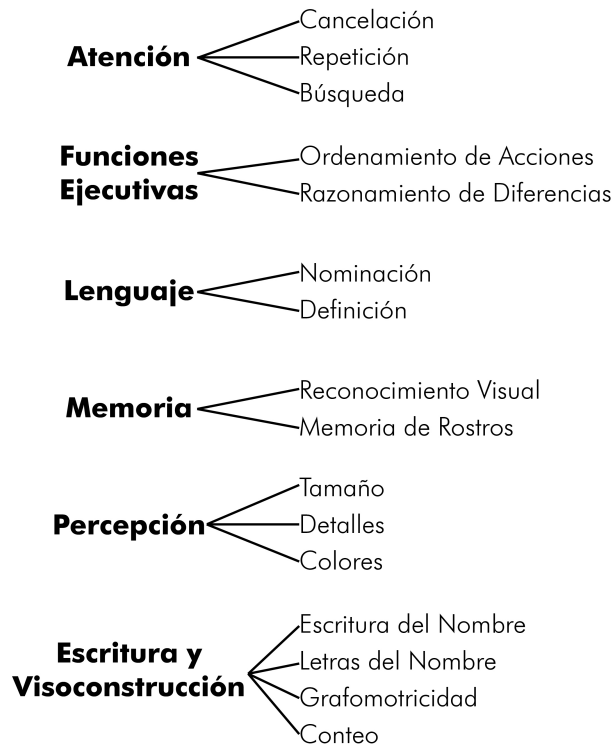 Atención
Cancelación
Repetición
Búsqueda
Funciones
Ejecutivas
Ordenamiento de Acciones
Razonamiento de Diferencias
Lenguaje
Nominación
Definición
Memoria
Reconocimiento Visual
Memoria de Rostros
Percepción
Tamaño
Detalles
Colores
Escritura y
Visoconstrucción
Escritura del Nombre
Letras del Nombre
Grafomotricidad
Conteo